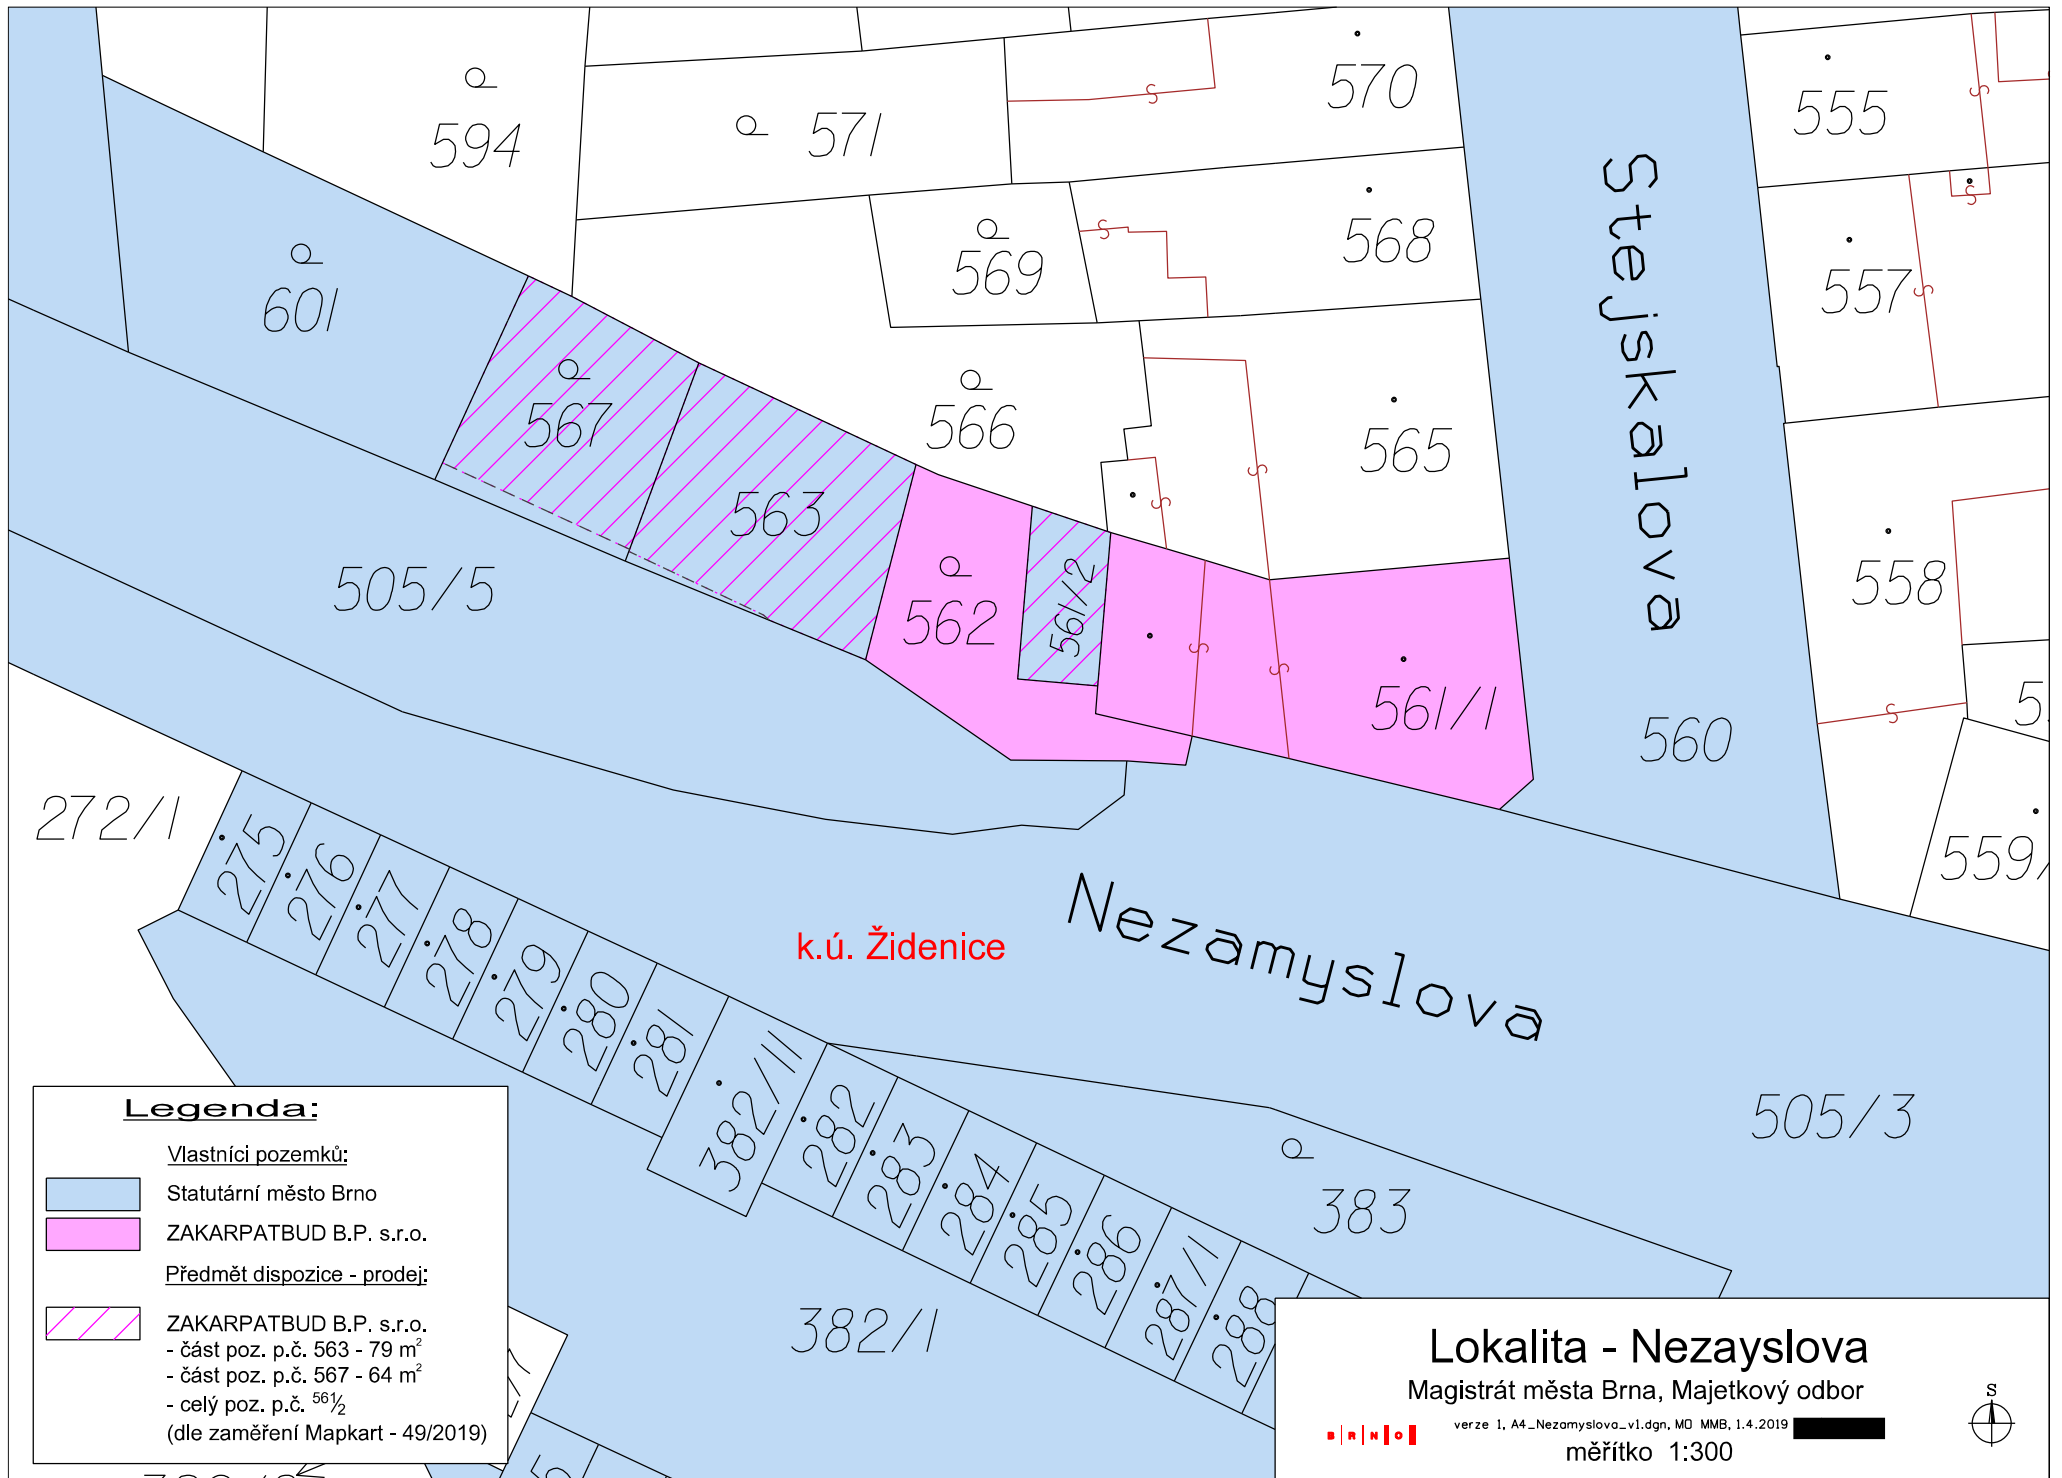 594
571
570
555
601
569
568
557
Stejskalova
567
566
565
563
505/5
562
561/2
561/1
558
560
272/1
559/
275
276
277
278
279
280
281
382/11
282
283
284
285
286
287/1
288
k.ú. Židenice
Nezamyslova
505/3
383
382/1
Legenda:
Vlastníci pozemků:
Statutární město Brno
ZAKARPATBUD B.P. s.r.o.
Předmět dispozice - prodej:
ZAKARPATBUD B.P. s.r.o.
- část poz. p.č. 563 - 79 m²
- část poz. p.č. 567 - 64 m²
- celý poz. p.č. 561/2
(dle zaměření Mapkart - 49/2019)
Lokalita - Nezayslova
Magistrát města Brna, Majetkový odbor
B R N O
verze 1, A4_Nezamyslova_v1.dgn, MO MMB, 1.4.2019
měřítko 1:300
S